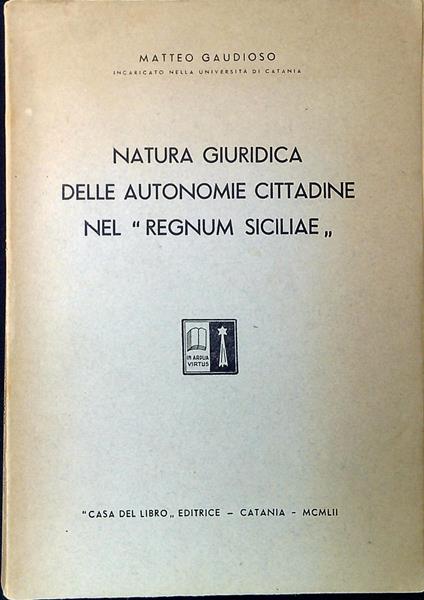 MATTEO GAUDIOSO
INCARICATO NELLA UNIVERSITÀ DI CATANIA
NATURA GIURIDICA
DELLE AUTONOMIE CITTADINE
NEL “ REGNUM SICILIAE „
IN ARDUA
VIRTUS
“CASA DEL LIBRO„ EDITRICE – CATANIA - MCMLII